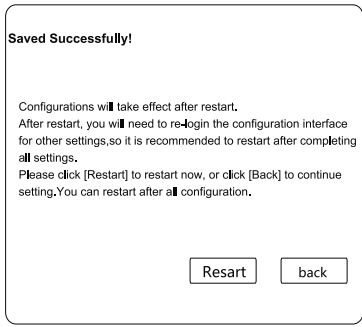 Saved Successfully!
Configurations will take effect after restart.
After restart, you will need to re-login the configuration interface
for other settings,so it is recommended to restart after completing
all settings.
Please click [Restart] to restart now, or click [Back] to continue
setting.You can restart after all configuration.
Resart
back